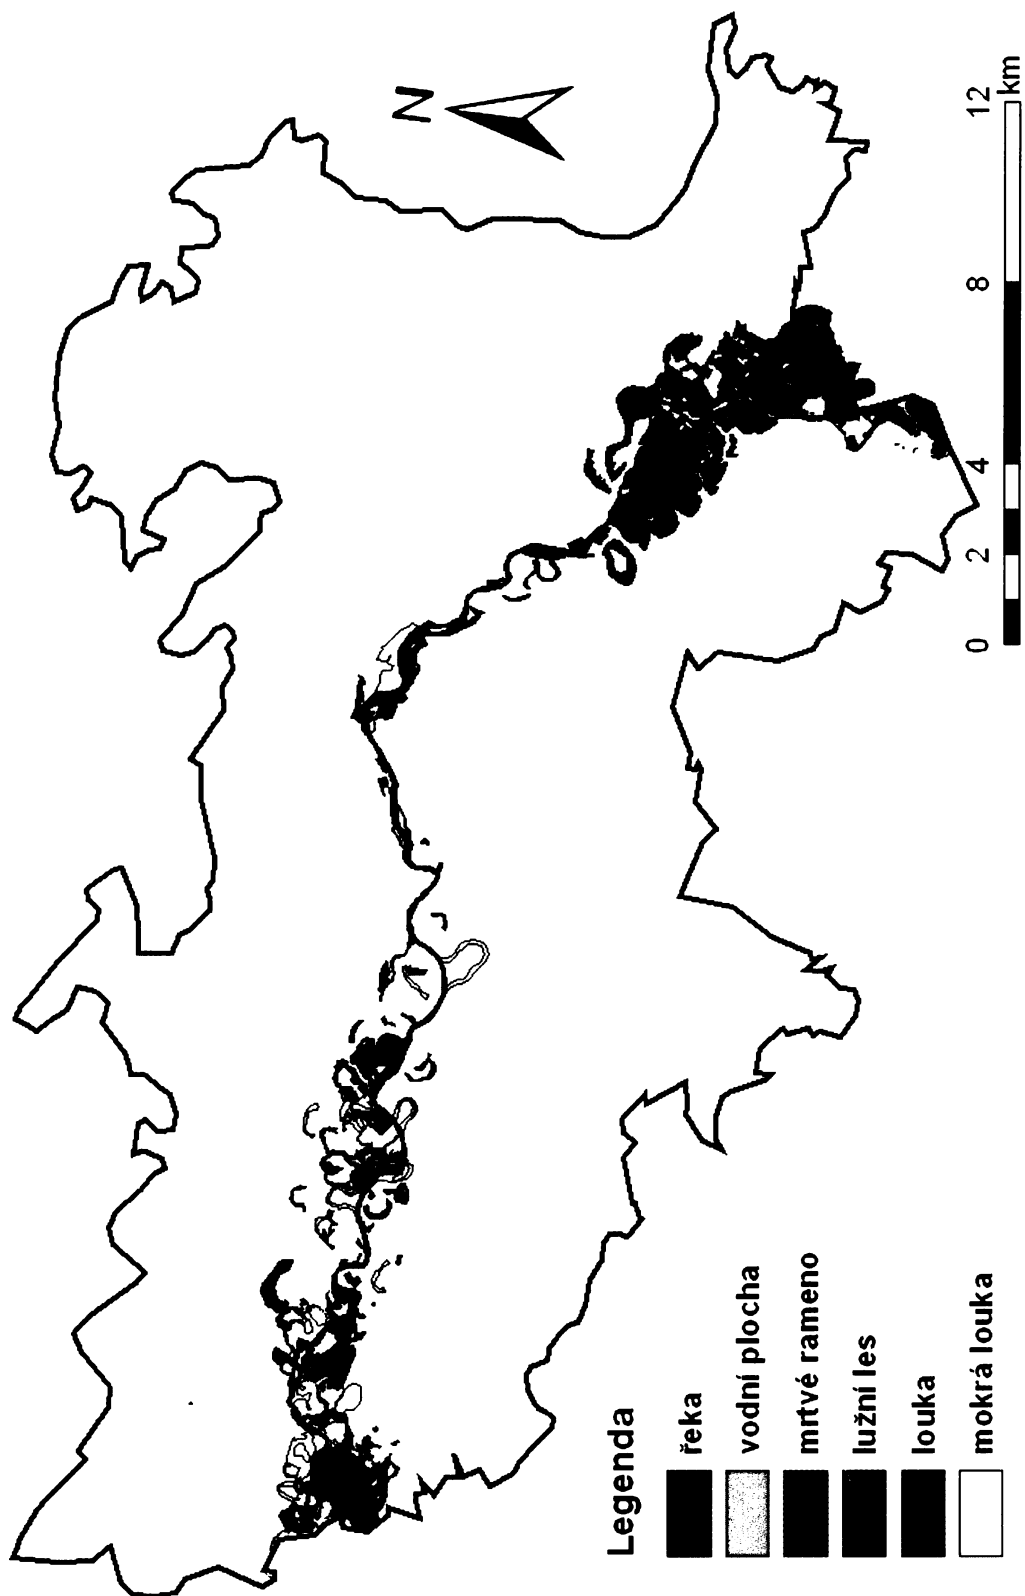 N
Legenda
řeka
vodní plocha
mrtvé rameno
lužní les
louka
mokrá louka
0 2 4 8 12
km